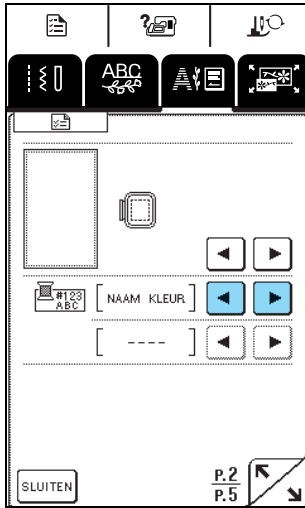 ABC
A
#123
ABC
[ NAAM KLEUR ]
[ ---- ]
SLUITEN
P.2
P.5